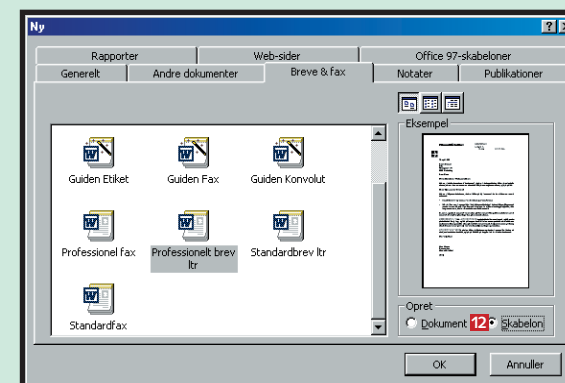 Ny
Rapporter Web-sider Office 97-skabeloner
Generelt Andre dokumenter Breve & fax Notater Publikationer
Eksempel
Guiden Etiket Guiden Fax Guiden Konvolut
Professionel fax Professionelt brev Standardbrev ltr
ltr
Standardfax
Opret
Dokument 12 Skabelon
OK Annuller